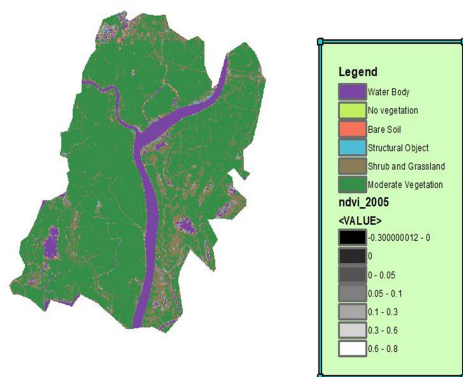 Legend
Water Body
No vegetation
Bare Soil
Structural Object
Shrub and Grassland
Moderate Vegetation
ndvi_2005
<VALUE>
-0.300000012 - 0
0
0 - 0.05
0.05 - 0.1
0.1 - 0.3
0.3 - 0.6
0.6 - 0.8